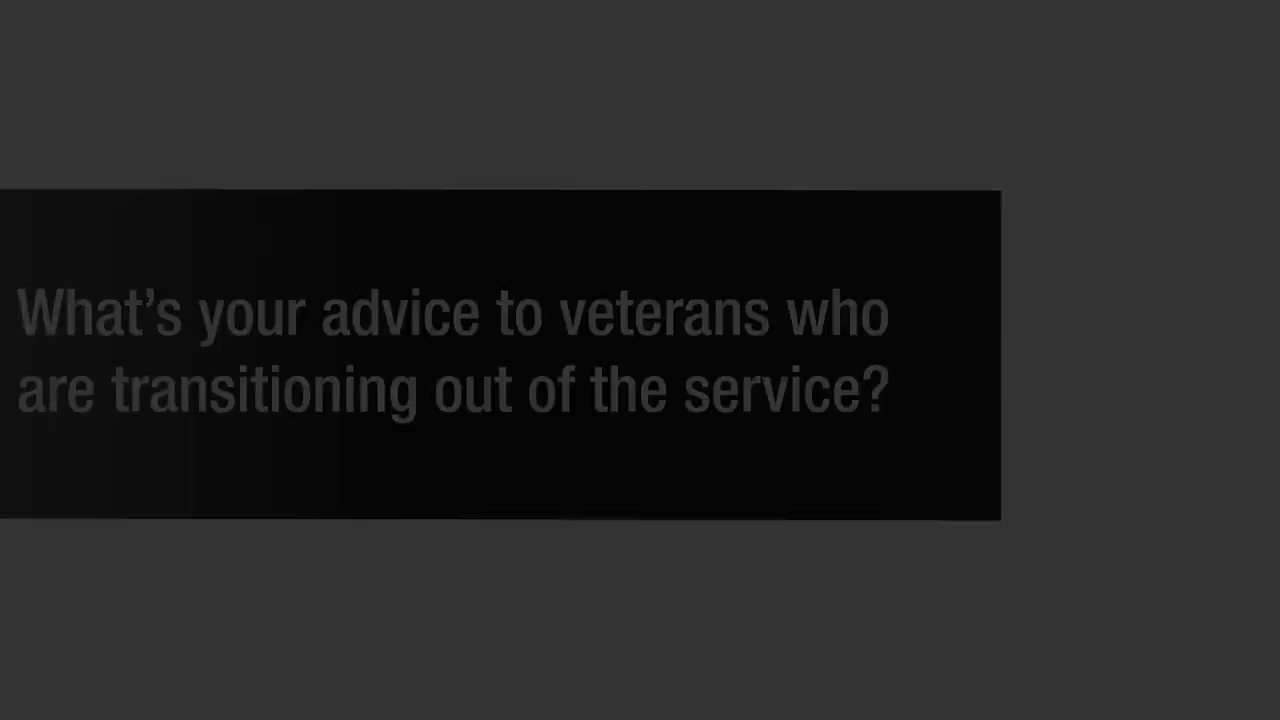 What’s your advice to veterans who
are transitioning out of the service?